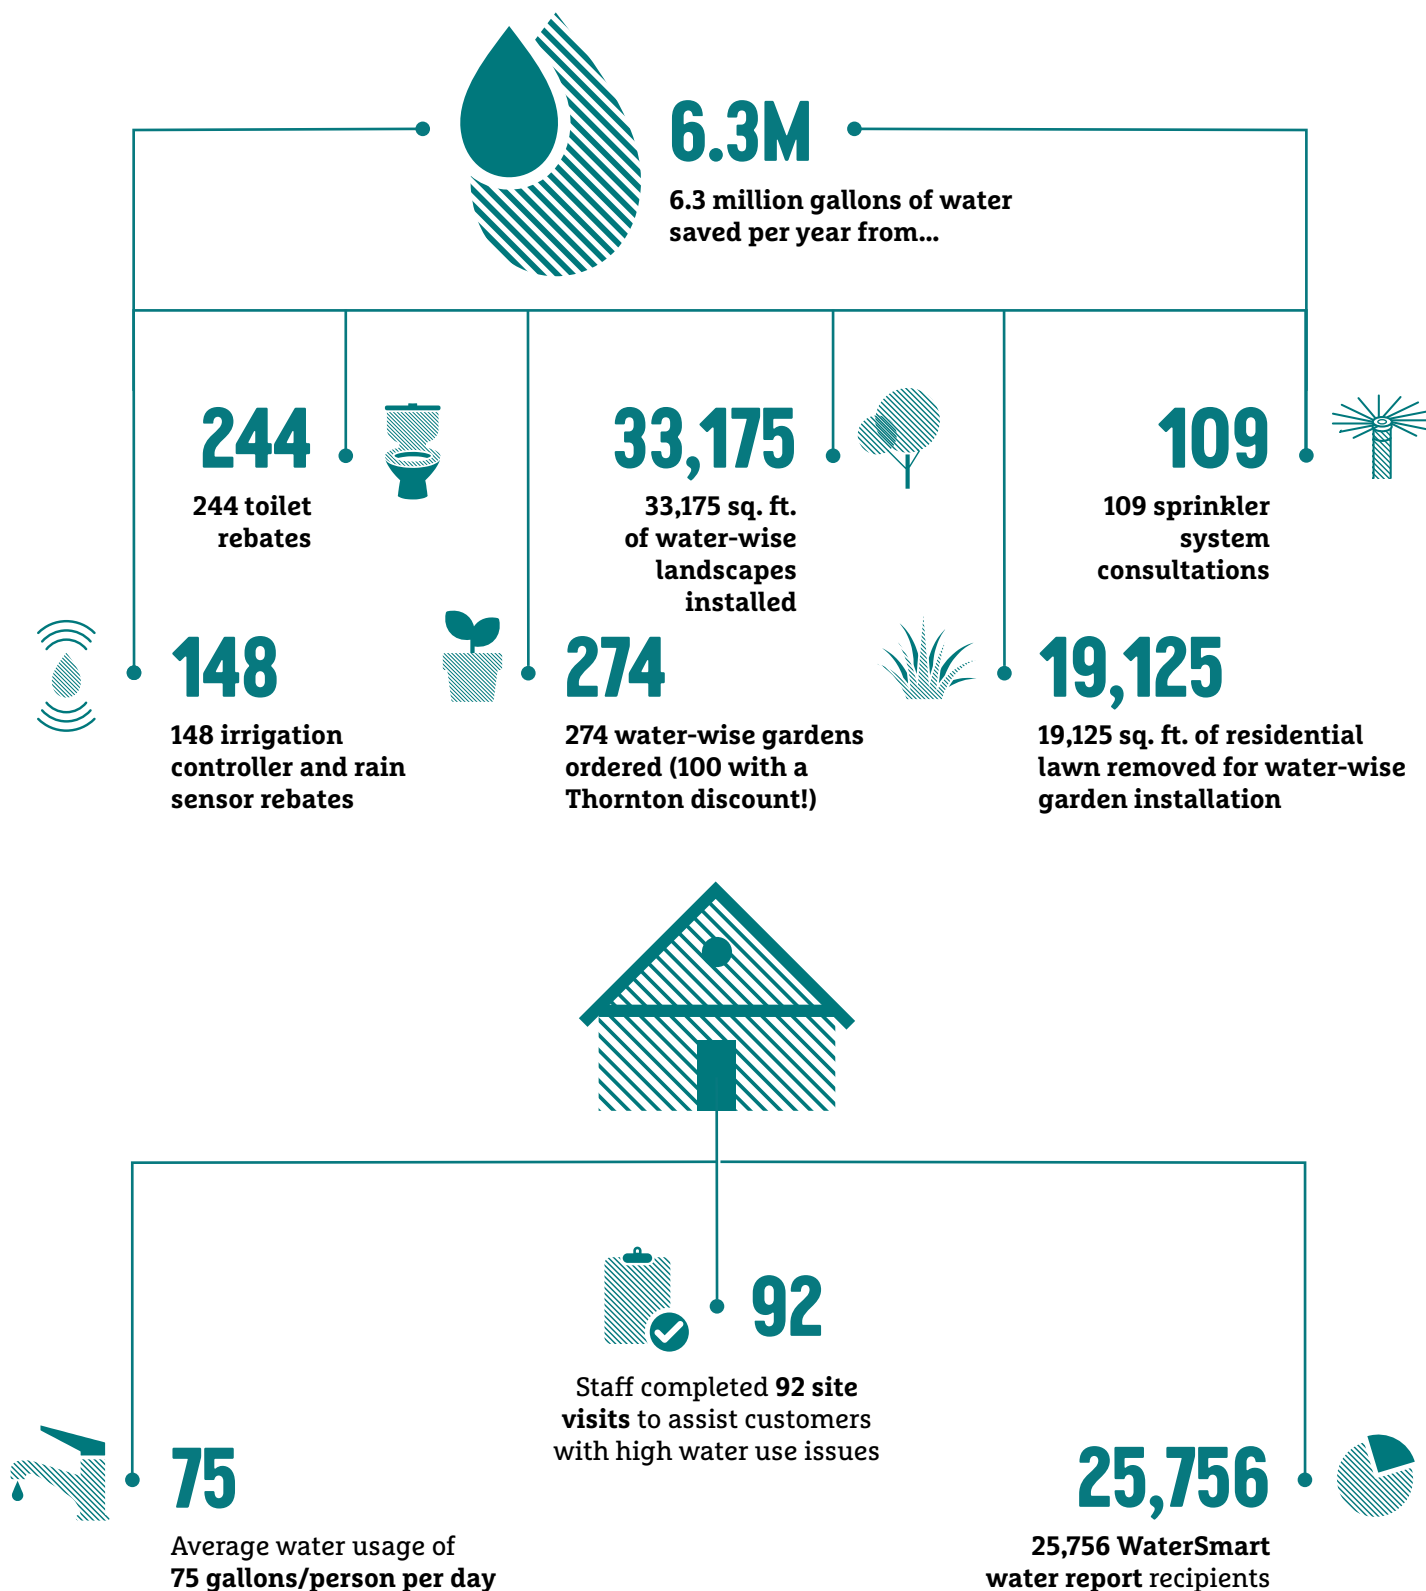 6.3M
6.3 million gallons of water
saved per year from...
244
244 toilet
rebates
33,175
33,175 sq. ft.
of water-wise
landscapes
installed
109
109 sprinkler
system
consultations
148
148 irrigation
controller and rain
sensor rebates
274
274 water-wise gardens
ordered (100 with a
Thornton discount!)
19,125
19,125 sq. ft. of residential
lawn removed for water-wise
garden installation
92
Staff completed 92 site
visits to assist customers
with high water use issues
75
Average water usage of
75 gallons/person per day
25,756
25,756 WaterSmart
water report recipients